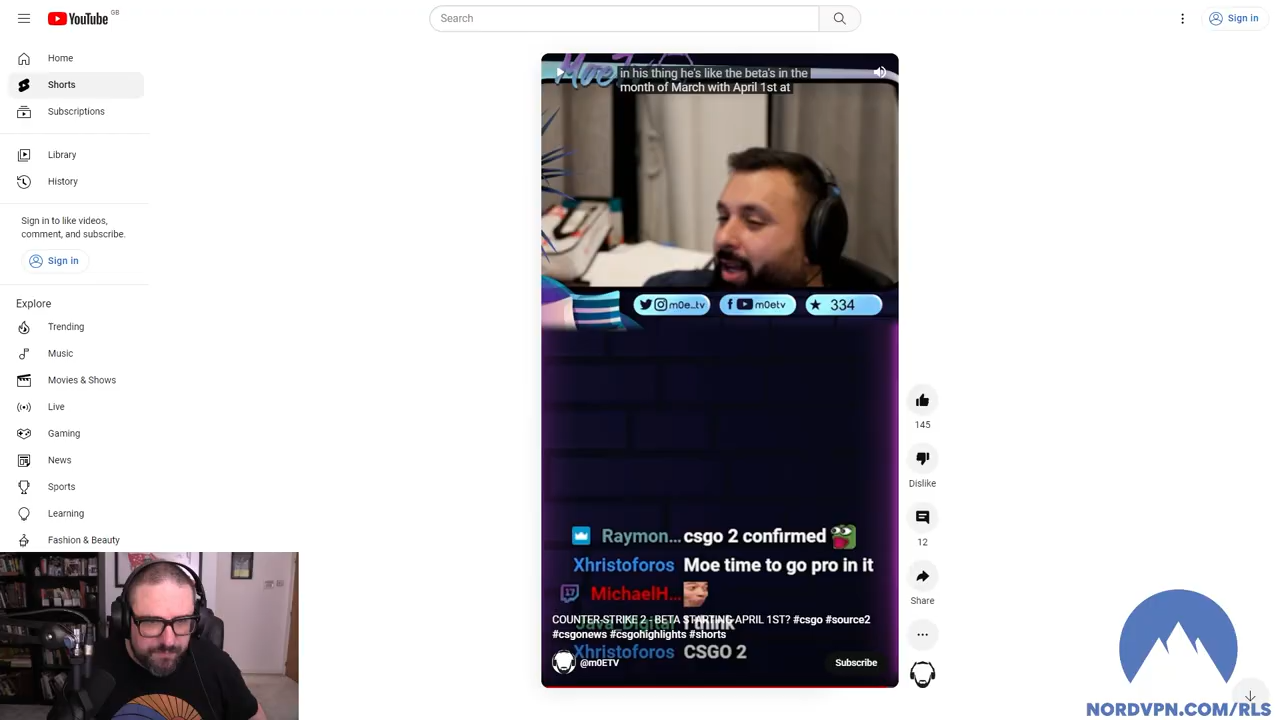 YouTube GB
Search
Sign in
Home
Shorts
Subscriptions
Library
History
Sign in to like videos,
comment, and subscribe.
Sign in
Explore
Trending
Music
Movies & Shows
Live
Gaming
News
Sports
Learning
Fashion & Beauty
in his thing he's like the beta's in the
month of March with April 1st at
m0e_tv
m0etv
334
Raymon... csgo 2 confirmed
Xhristoforos Moe time to go pro in it
17 MichaelH...
Java_Digital I think
COUNTER-STRIKE 2 - BETA STARTING APRIL 1ST? #csgo #source2
#csgonews #csgohighlights #shorts
Xhristoforos CSGO 2
@m0ETV
Subscribe
145
Dislike
12
Share
NORDVPN.COM/RLS